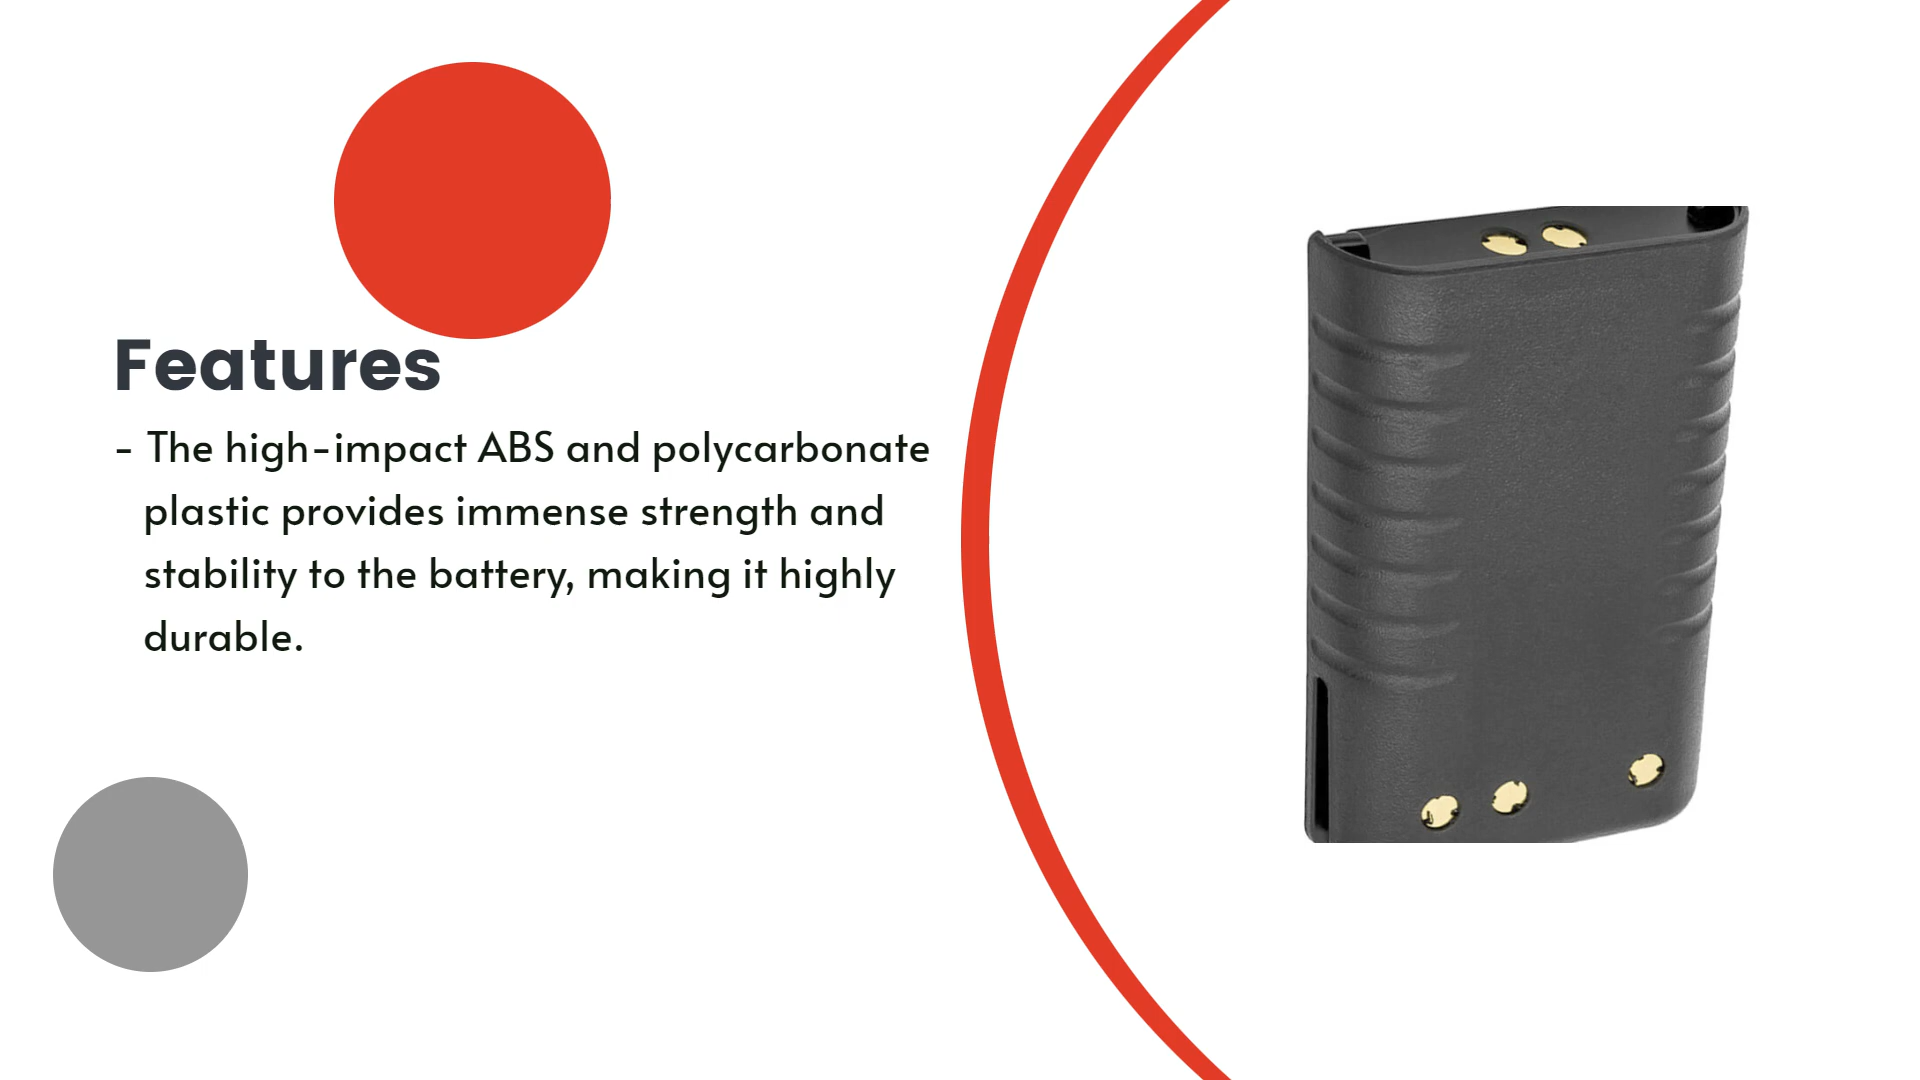 Features
- The high-impact ABS and polycarbonate
plastic provides immense strength and
stability to the battery, making it highly
durable.